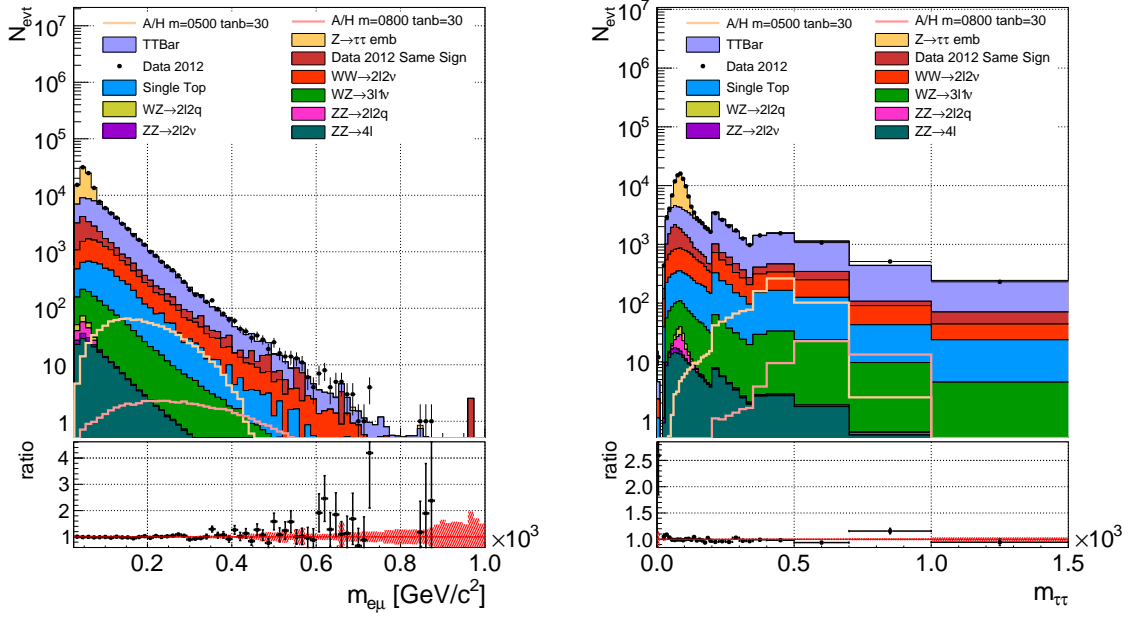 N_evt
10^7
10^6
10^5
10^4
10^3
10^2
10
1
A/H m=0500 tanb=30
A/H m=0800 tanb=30
TTBar
Z→ττ emb
Data 2012
Data 2012 Same Sign
Single Top
WW→2l2ν
WZ→2l2q
WZ→3l1ν
ZZ→2l2ν
ZZ→2l2q
ZZ→4l
ratio
4
3
2
1
0.2
0.4
0.6
0.8
1.0
×10^3
m_eμ [GeV/c^2]
N_evt
10^7
10^6
10^5
10^4
10^3
10^2
10
1
A/H m=0500 tanb=30
A/H m=0800 tanb=30
TTBar
Z→ττ emb
Data 2012
Data 2012 Same Sign
Single Top
WW→2l2ν
WZ→2l2q
WZ→3l1ν
ZZ→2l2ν
ZZ→2l2q
ZZ→4l
ratio
2.5
2.0
1.5
1.0
0.0
0.5
1.0
1.5
×10^3
m_ττ